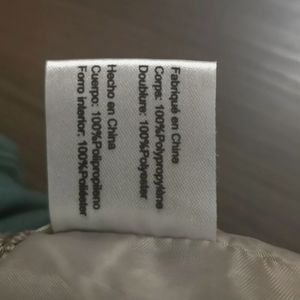 Fabriqué en Chine
Corps: 100%Polypropylène
Doublure: 100%Polyester
Hecho en China
Cuerpo: 100%Polipropileno
Forro interior: 100%Poliéster